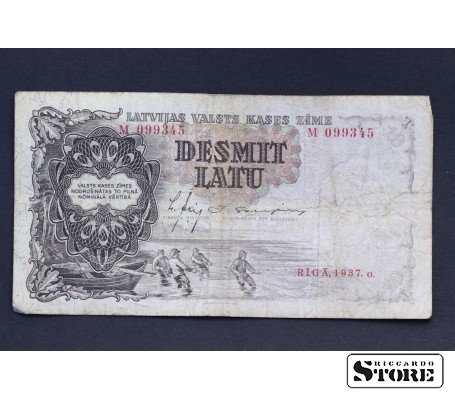 LATVIJAS VALSTS KASES ZĪME
M 099345 M 099345
DESMIT
LATU
VALSTS KASES ZĪMES
NODROŠINĀTAS TO PILNĀ
NOMINĀLĀ VĒRTĪBĀ
RĪGĀ, 1937. G.
RICCARDO
STORE